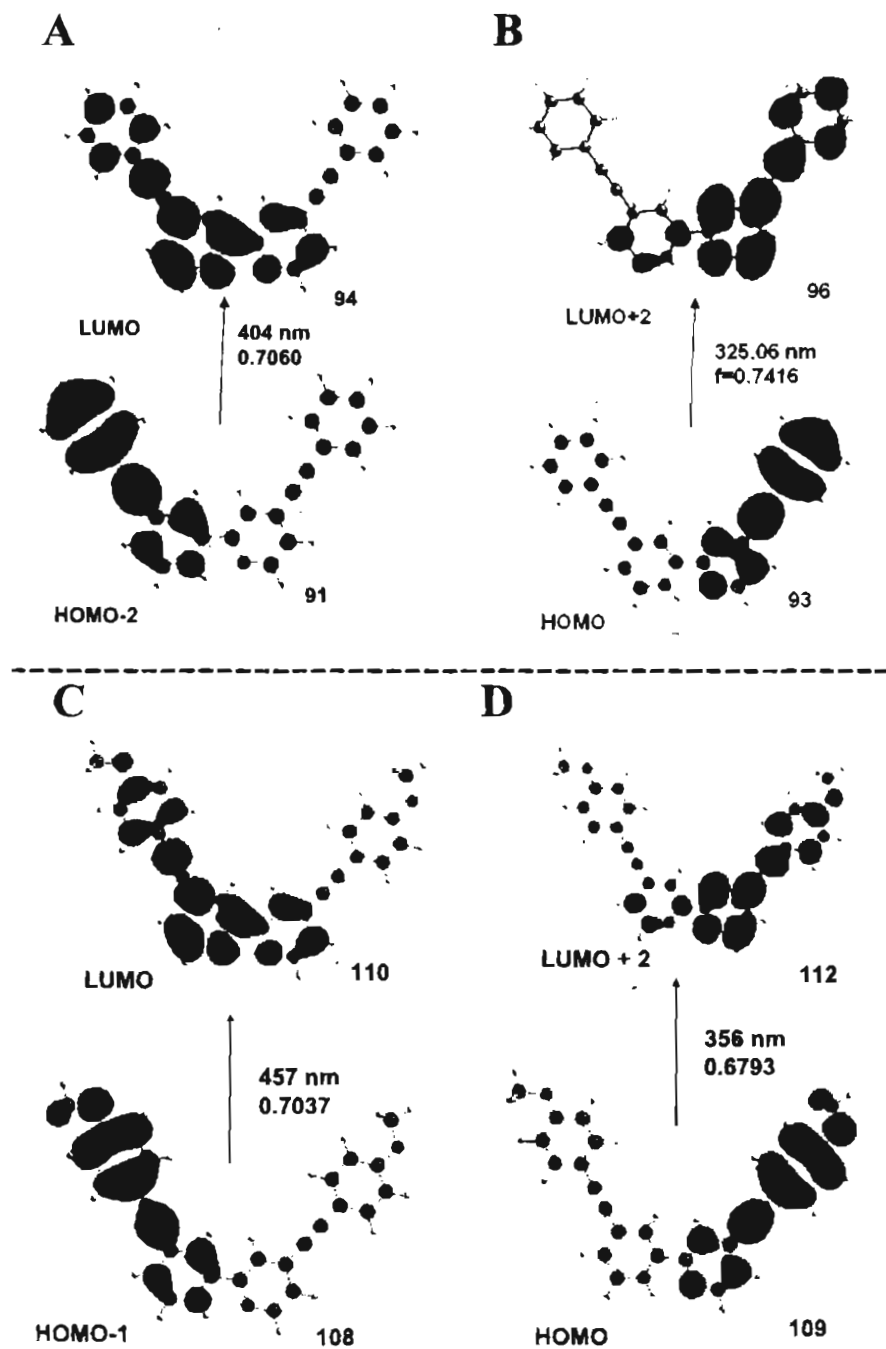 A
B
94
LUMO
404 nm
0.7060
91
HOMO-2
96
LUMO+2
325.06 nm
f=0.7416
93
HOMO
C
D
110
LUMO
457 nm
0.7037
108
HOMO-1
112
LUMO + 2
356 nm
0.6793
109
HOMO